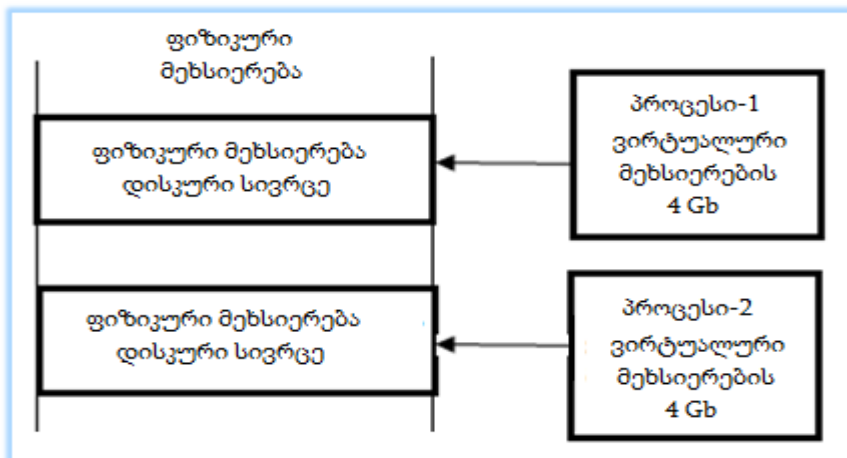 ფიზიკური
მეხსიერება
ფიზიკური მეხსიერება
დისკური სივრცე
პროცესი-1
ვირტუალური
მეხსიერების
4 Gb
ფიზიკური მეხსიერება
დისკური სივრცე
პროცესი-2
ვირტუალური
მეხსიერების
4 Gb